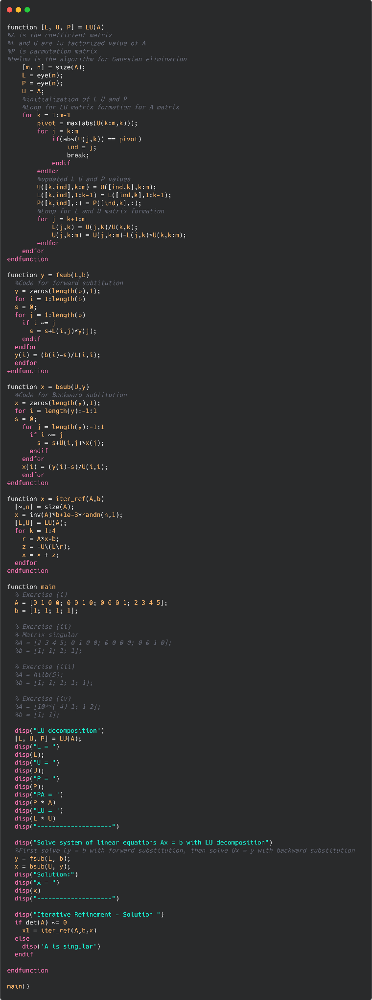 function [L, U, P] = LU(A)
%A is the coefficient matrix
%L and U are lu factorized value of A
%P is parmutation matrix
%below is the algorithm for Gaussian elimination
    [m, n] = size(A);
    L = eye(n);
    P = eye(n);
    U = A;
    %initialization of L U and P
    %Loop for LU matrix formation for A matrix
    for k = 1:m-1
        pivot = max(abs(U(k:m,k)));
        for j = k:m
            if(abs(U(j,k)) == pivot)
                ind = j;
                break;
            endif
        endfor
        %updated L U and P values
        U([k,ind],k:m) = U([ind,k],k:m);
        L([k,ind],1:k-1) = L([ind,k],1:k-1);
        P([k,ind],:) = P([ind,k],:);
        %Loop for L and U matrix formation
        for j = k+1:m
            L(j,k) = U(j,k)/U(k,k);
            U(j,k:m) = U(j,k:m)-L(j,k)*U(k,k:m);
        endfor
    endfor
endfunction

function y = fsub(L,b)
  %Code for forward subtitution
  y = zeros(length(b),1);
  for i = 1:length(b)
  s = 0;
  for j = 1:length(b)
    if i ~= j
      s = s+L(i,j)*y(j);
    endif
  endfor
  y(i) = (b(i)-s)/L(i,i);
  endfor
endfunction

function x = bsub(U,y)
  %Code for Backward subtitution
  x = zeros(length(y),1);
  for i = length(y):-1:1
  s = 0;
    for j = length(y):-1:1
      if i ~= j
        s = s+U(i,j)*x(j);
      endif
    endfor
    x(i) = (y(i)-s)/U(i,i);
    endfor
endfunction

function x = iter_ref(A,b)
  [~,n] = size(A);
  x = inv(A)*b+1e-3*randn(n,1);
  [L,U] = LU(A);
  for k = 1:4
    r = A*x-b;
    z = -U\(L\r);
    x = x + z;
  endfor
endfunction

function main
  % Exercise (i)
  A = [0 1 0 0; 0 0 1 0; 0 0 0 1; 2 3 4 5];
  b = [1; 1; 1; 1];

  % Exercise (ii)
  % Matrix singular
  %A = [2 3 4 5; 0 1 0 0; 0 0 0 0; 0 0 1 0];
  %b = [1; 1; 1; 1];

  % Exercise (iii)
  %A = hilb(5);
  %b = [1; 1; 1; 1; 1];

  % Exercise (iv)
  %A = [10**(-4) 1; 1 2];
  %b = [1; 1];

  disp("LU decomposition")
  [L, U, P] = LU(A);
  disp("L = ")
  disp(L);
  disp("U = ")
  disp(U);
  disp("P = ")
  disp(P);
  disp("PA = ")
  disp(P * A)
  disp("LU = ")
  disp(L * U)
  disp("--------------------")

  disp("Solve system of linear equations Ax = b with LU decomposition")
  %First solve Ly = b with forward substitution, then solve Ux = y with backward substitution
  y = fsub(L, b);
  x = bsub(U, y);
  disp("Solution:")
  disp("x = ")
  disp(x)
  disp("--------------------")

  disp("Iterative Refinement - Solution ")
  if det(A) ~= 0
    x1 = iter_ref(A,b,x)
  else
    disp('A is singular')
  endif

endfunction

main()